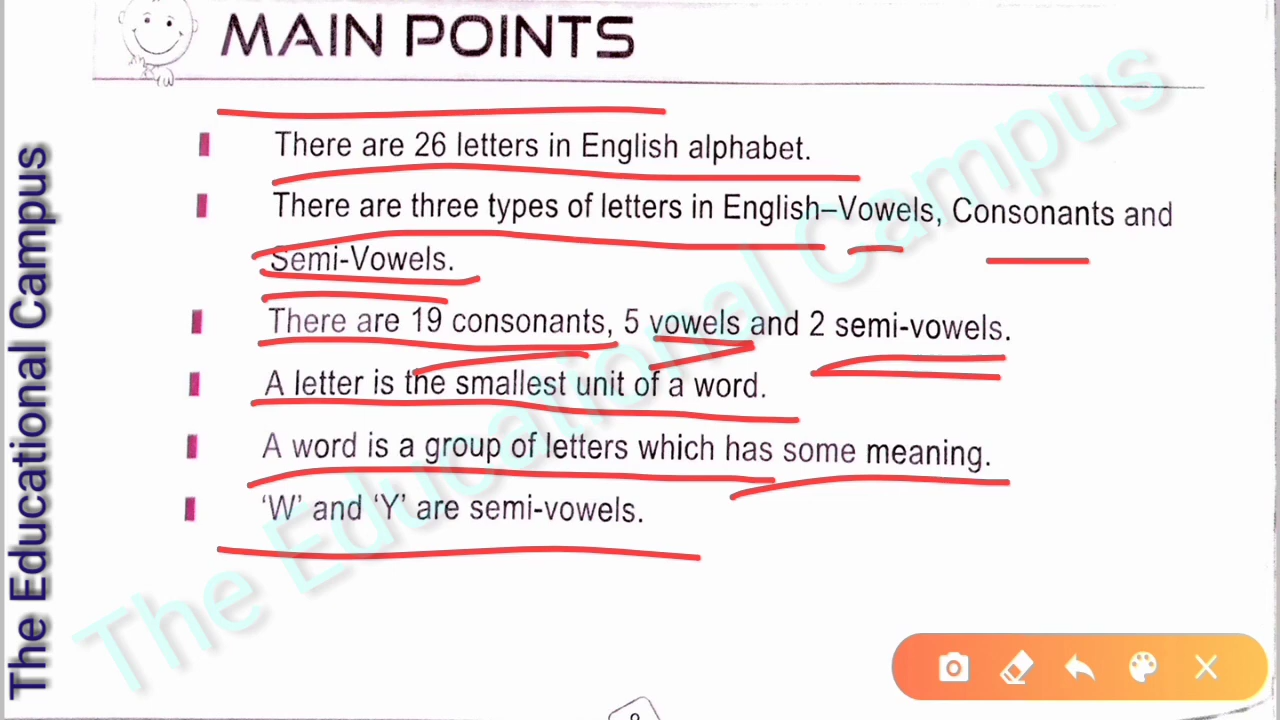 MAIN POINTS
There are 26 letters in English alphabet.
There are three types of letters in English–Vowels, Consonants and
Semi-Vowels.
There are 19 consonants, 5 vowels and 2 semi-vowels.
A letter is the smallest unit of a word.
A word is a group of letters which has some meaning.
‘W’ and ‘Y’ are semi-vowels.
The Educational Campus
The Educational Campus